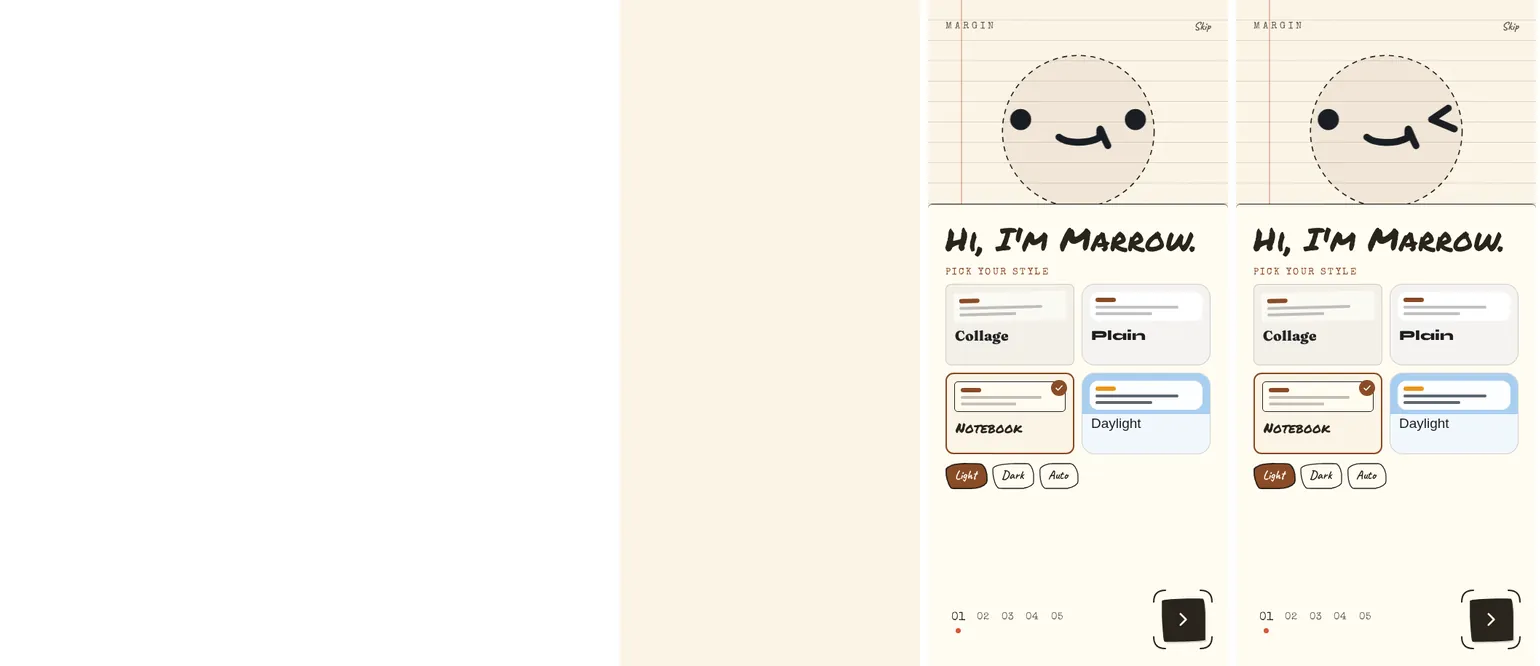 MARGIN
Skip
Hi, I'm Marrow.
PICK YOUR STYLE
Collage
Plain
Notebook
Daylight
Light
Dark
Auto
01 02 03 04 05
MARGIN
Skip
Hi, I'm Marrow.
PICK YOUR STYLE
Collage
Plain
Notebook
Daylight
Light
Dark
Auto
01 02 03 04 05